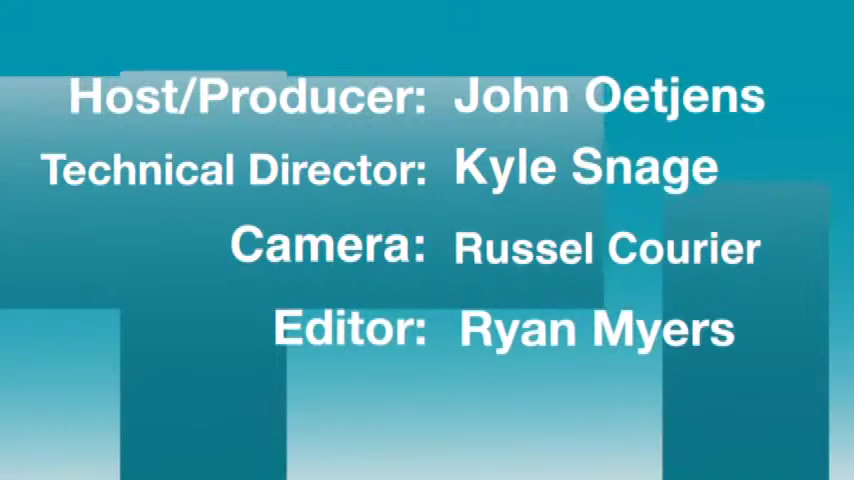 Host/Producer: John Oetjens
Technical Director: Kyle Snage
Camera: Russel Courier
Editor: Ryan Myers